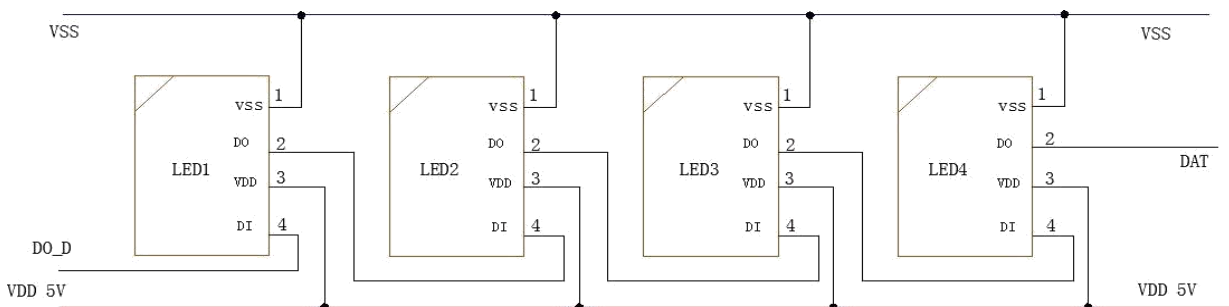 VSS
VSS
1
VSS
DO
2
LED1
VDD
3
DI
4
1
VSS
DO
2
LED2
VDD
3
DI
4
1
VSS
DO
2
LED3
VDD
3
DI
4
1
VSS
DO
2
LED4
VDD
3
DI
4
DAT
DO_D
VDD 5V
VDD 5V